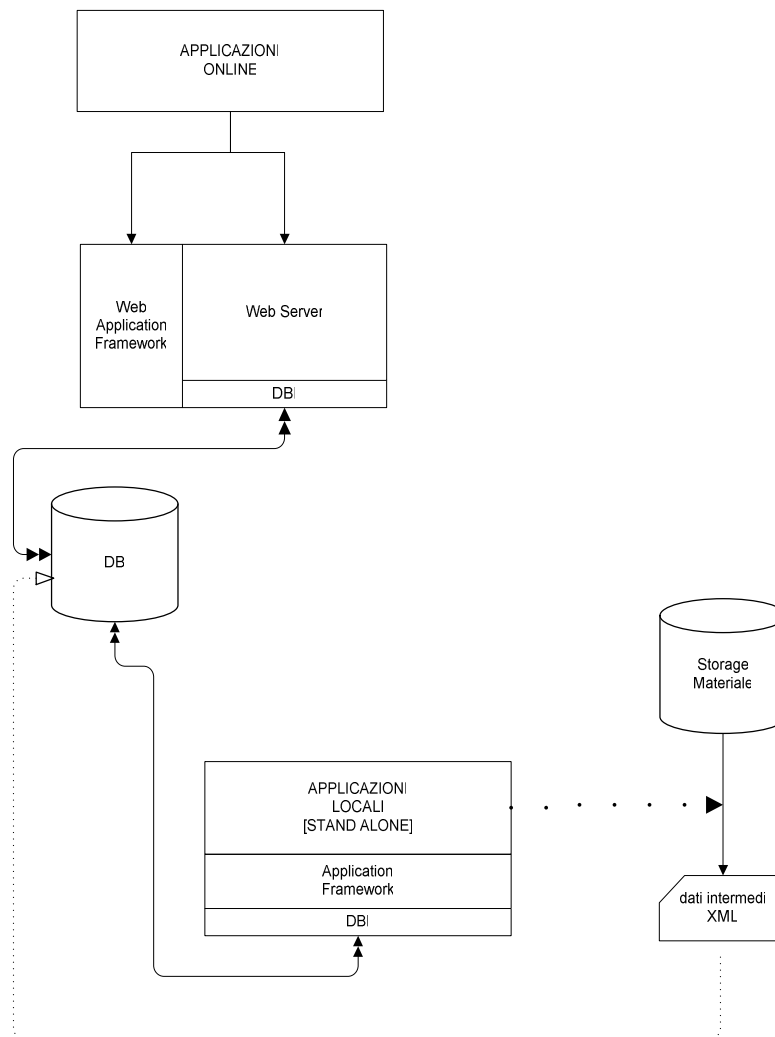 APPLICAZIONI
ONLINE
Web
Application
Framework
Web Server
DBI
DB
Storage
Materiale
APPLICAZIONI
LOCALI
[STAND ALONE]
Application
Framework
DBI
dati intermedi
XML